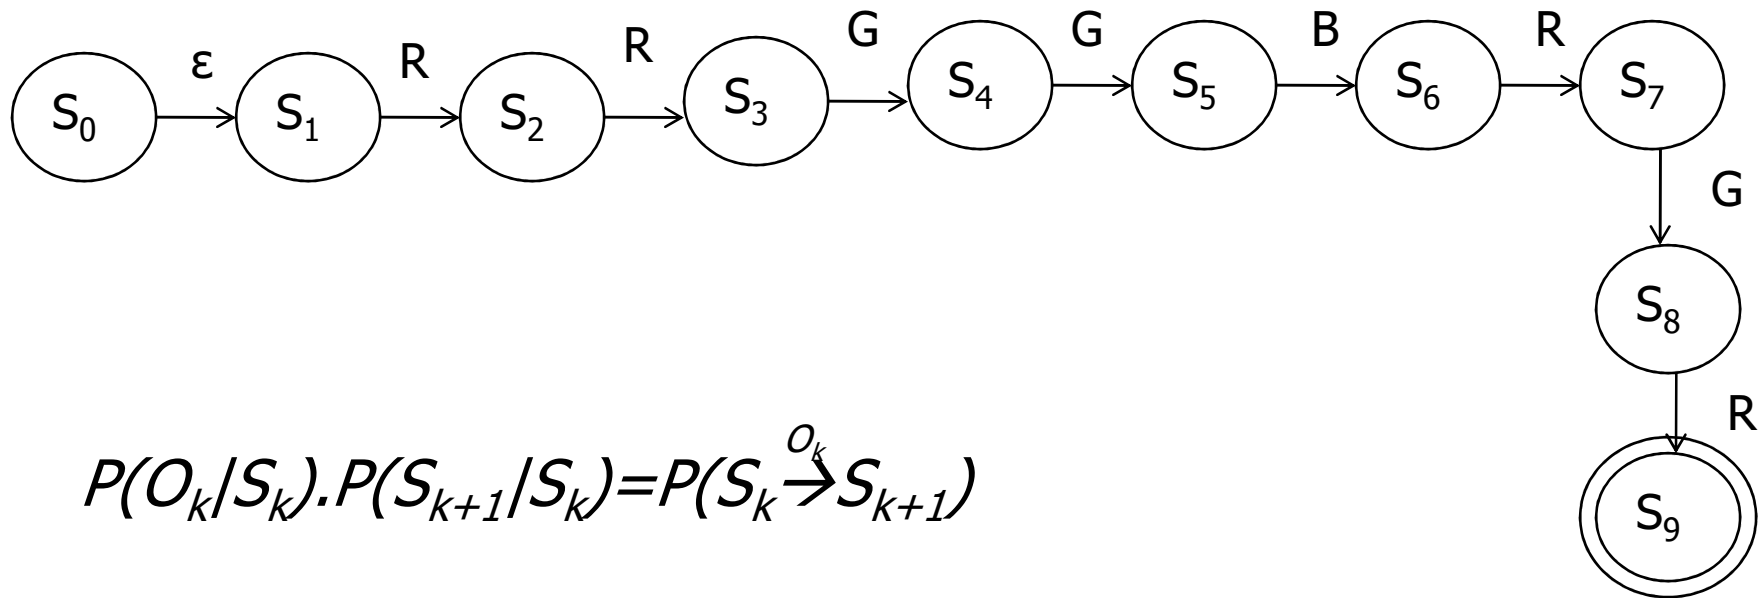 ε R R G G B R
S₀ S₁ S₂ S₃ S₄ S₅ S₆ S₇
G
S₈
R
P(Oₖ|Sₖ).P(Sₖ₊₁|Sₖ)=P(Sₖ →^Oₖ Sₖ₊₁)
S₉